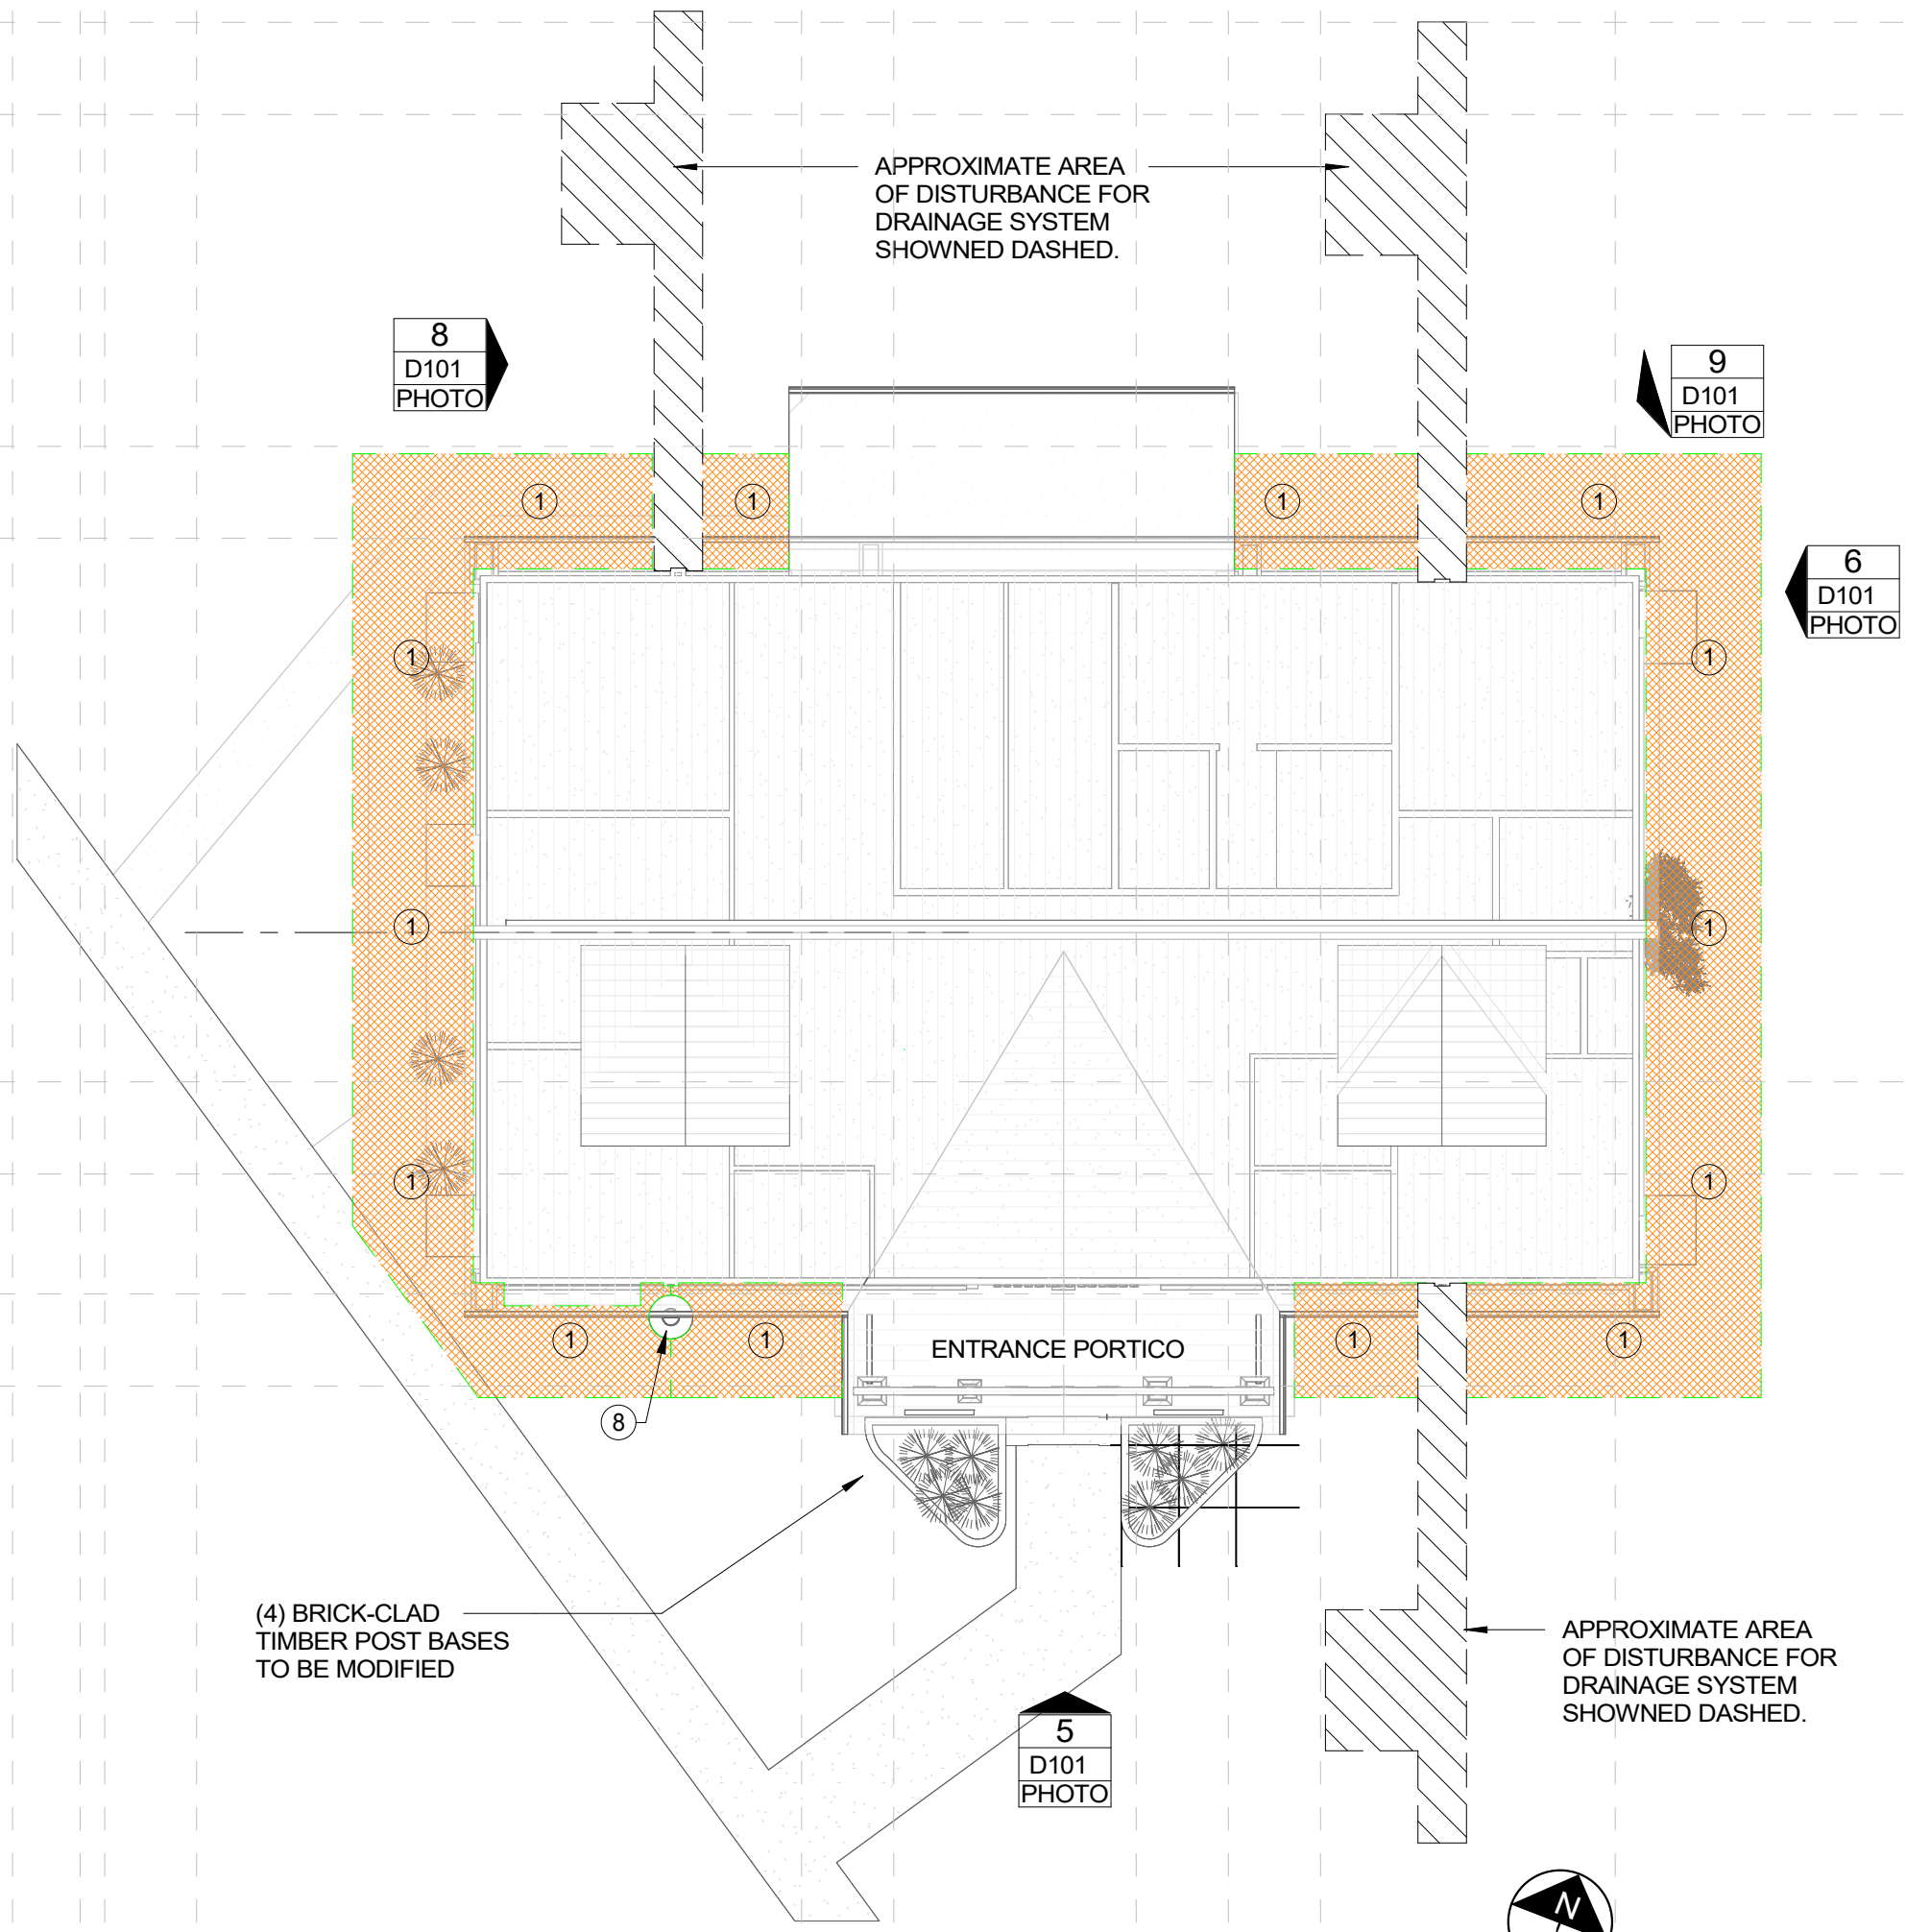 APPROXIMATE AREA
OF DISTURBANCE FOR
DRAINAGE SYSTEM
SHOWNED DASHED.
8
D101
PHOTO
9
D101
PHOTO
1
1
1
1
6
D101
PHOTO
1
1
1
1
1
1
1
1
1
1
ENTRANCE PORTICO
8
(4) BRICK-CLAD
TIMBER POST BASES
TO BE MODIFIED
APPROXIMATE AREA
OF DISTURBANCE FOR
DRAINAGE SYSTEM
SHOWNED DASHED.
5
D101
PHOTO
N